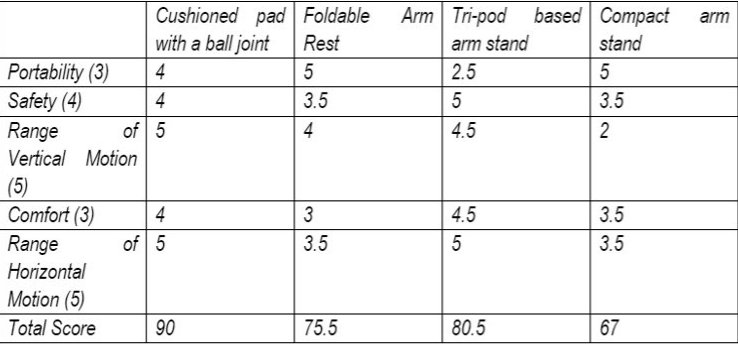 Cushioned pad with a ball joint | Foldable Arm Rest | Tri-pod based arm stand | Compact arm stand
Portability (3) | 4 | 5 | 2.5 | 5
Safety (4) | 4 | 3.5 | 5 | 3.5
Range of Vertical Motion (5) | 5 | 4 | 4.5 | 2
Comfort (3) | 4 | 3 | 4.5 | 3.5
Range of Horizontal Motion (5) | 5 | 3.5 | 5 | 3.5
Total Score | 90 | 75.5 | 80.5 | 67